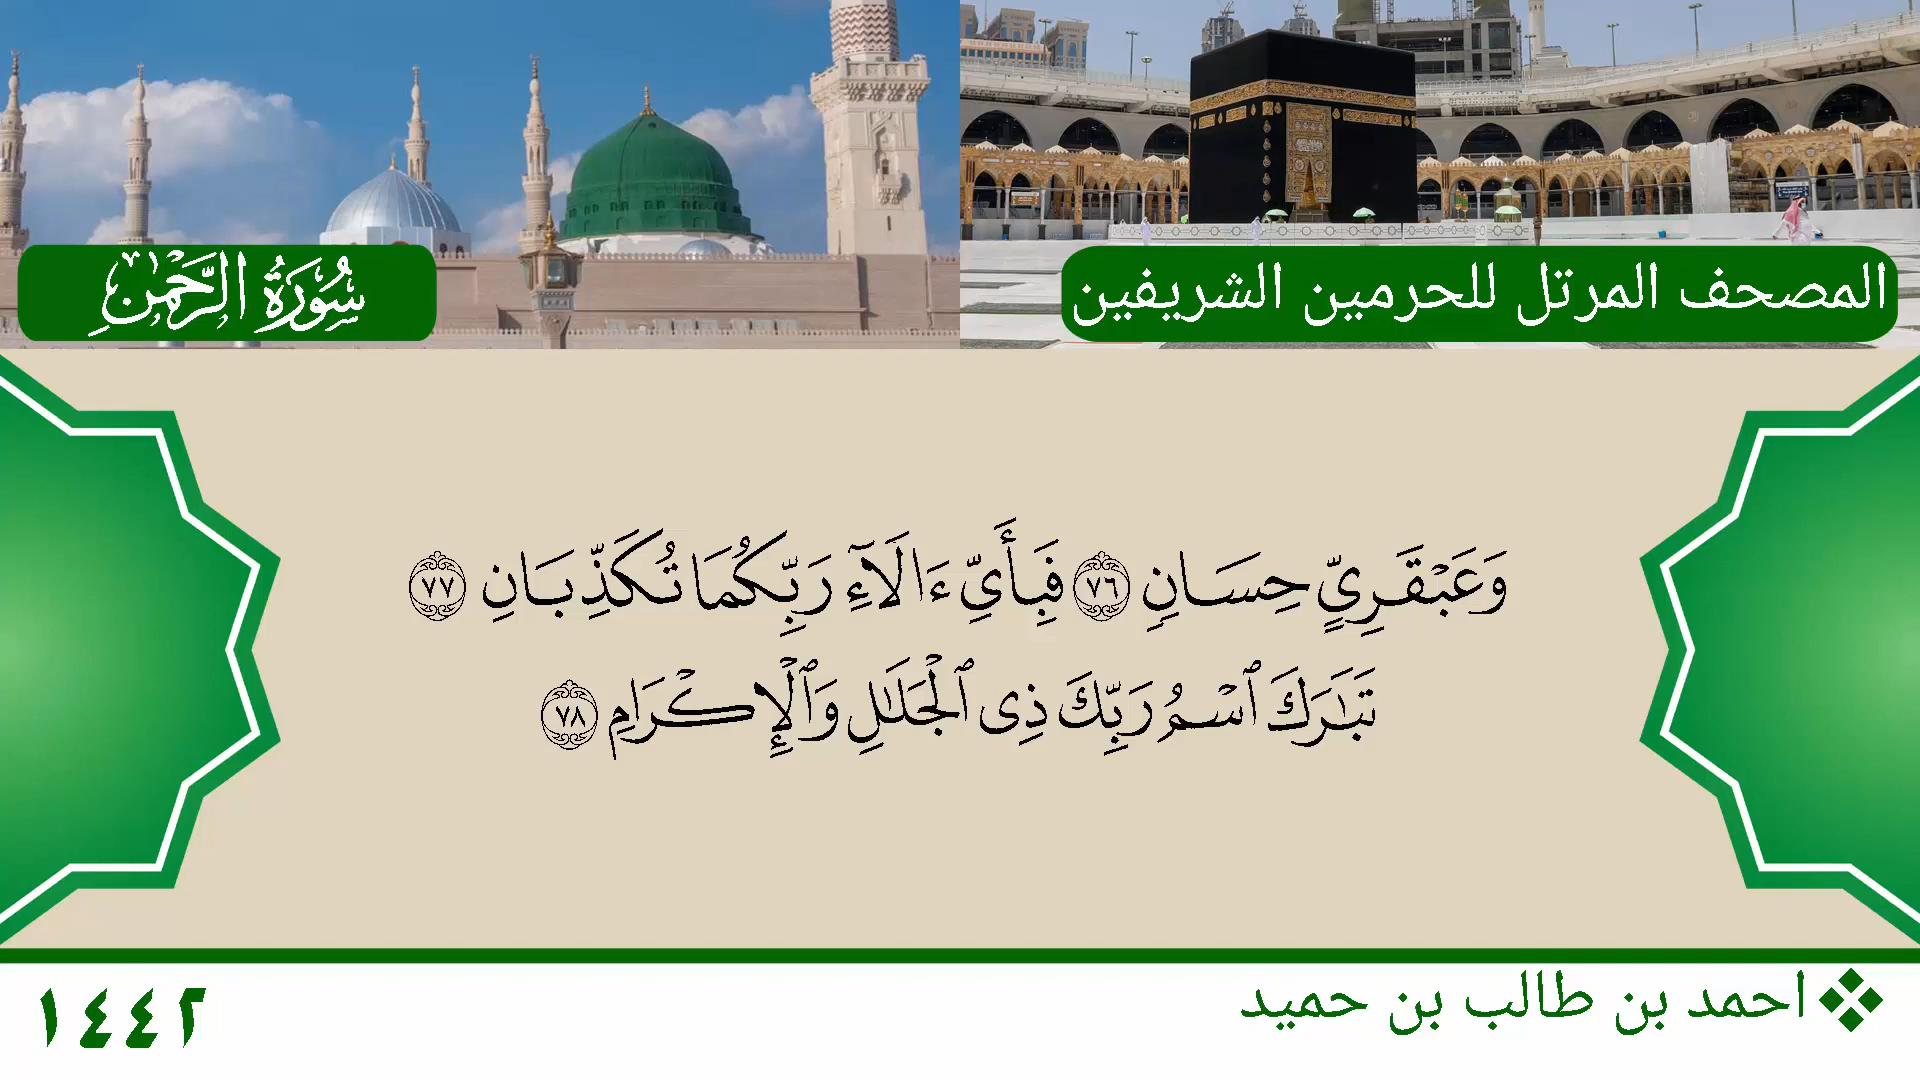 المصحف المرتل للحرمين الشريفين
سُورَةُ الرَّحْمٰنِ
وَعَبْقَرِيٍّ حِسَانٍ ٧٦ فَبِأَيِّ ءَالَآءِ رَبِّكُمَا تُكَذِّبَانِ ٧٧
تَبَٰرَكَ ٱسْمُ رَبِّكَ ذِى ٱلْجَلَٰلِ وَٱلْإِكْرَامِ ٧٨
احمد بن طالب بن حميد
١٤٤٢